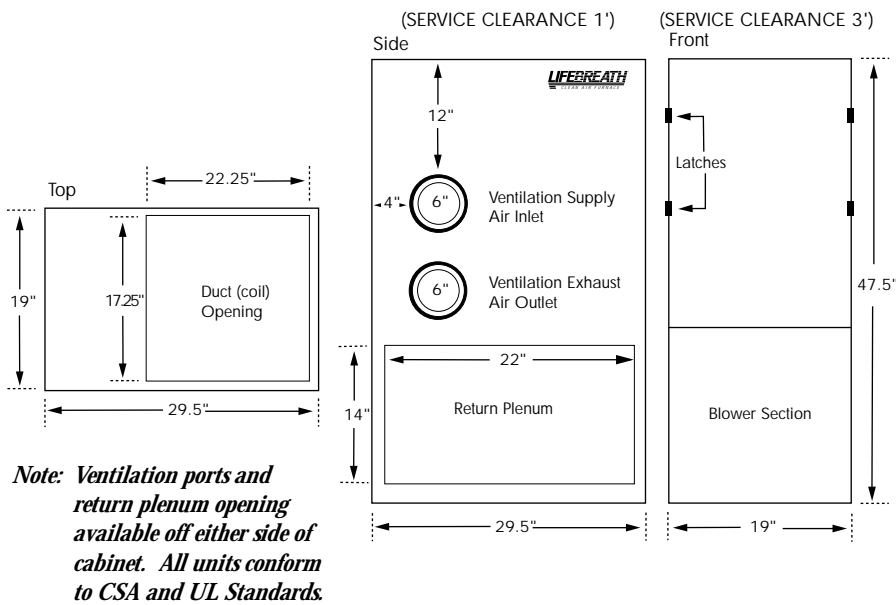 (SERVICE CLEARANCE 1') (SERVICE CLEARANCE 3')
Side
Front
LIFEBREATH
CLEAN AIR FURNACE
12"
Latches
4"
6"
Ventilation Supply
Air Inlet
6"
Ventilation Exhaust
Air Outlet
47.5"
22"
14"
Return Plenum
Blower Section
29.5"
19"
Top
22.25"
19"
17.25"
Duct (coil)
Opening
29.5"
Note: Ventilation ports and
return plenum opening
available off either side of
cabinet. All units conform
to CSA and UL Standards.